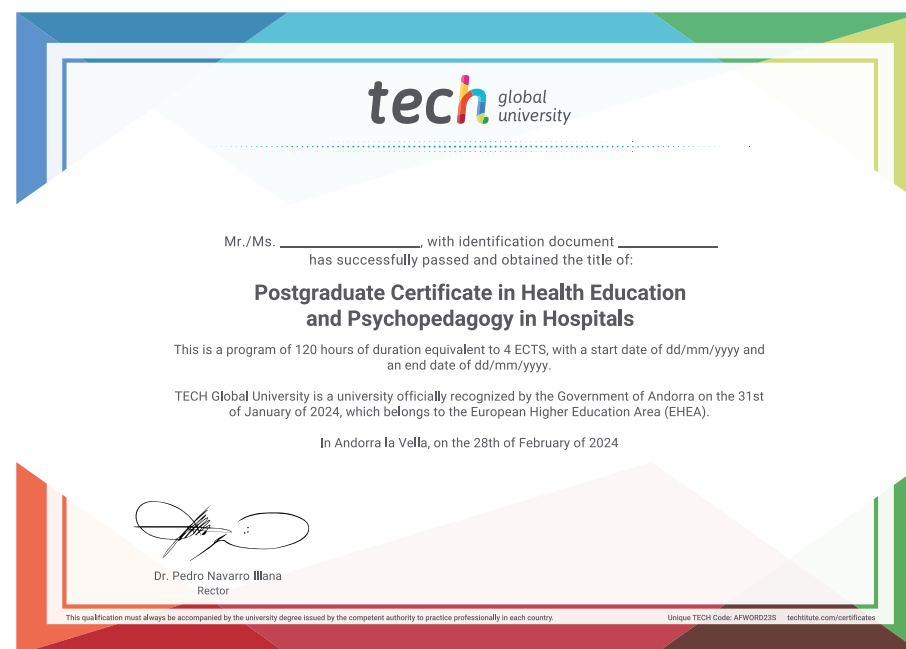 tech global
university
Mr./Ms. ____________, with identification document ____________
has successfully passed and obtained the title of:
Postgraduate Certificate in Health Education
and Psychopedagogy in Hospitals
This is a program of 120 hours of duration equivalent to 4 ECTS, with a start date of dd/mm/yyyy and
an end date of dd/mm/yyyy.
TECH Global University is a university officially recognized by the Government of Andorra on the 31st
of January of 2024, which belongs to the European Higher Education Area (EHEA).
In Andorra la Vella, on the 28th of February of 2024
Dr. Pedro Navarro Illana
Rector
This qualification must always be accompanied by the university degree issued by the competent authority to practice professionally in each country.
Unique TECH Code: AFWORD23S techtitute.com/certificates